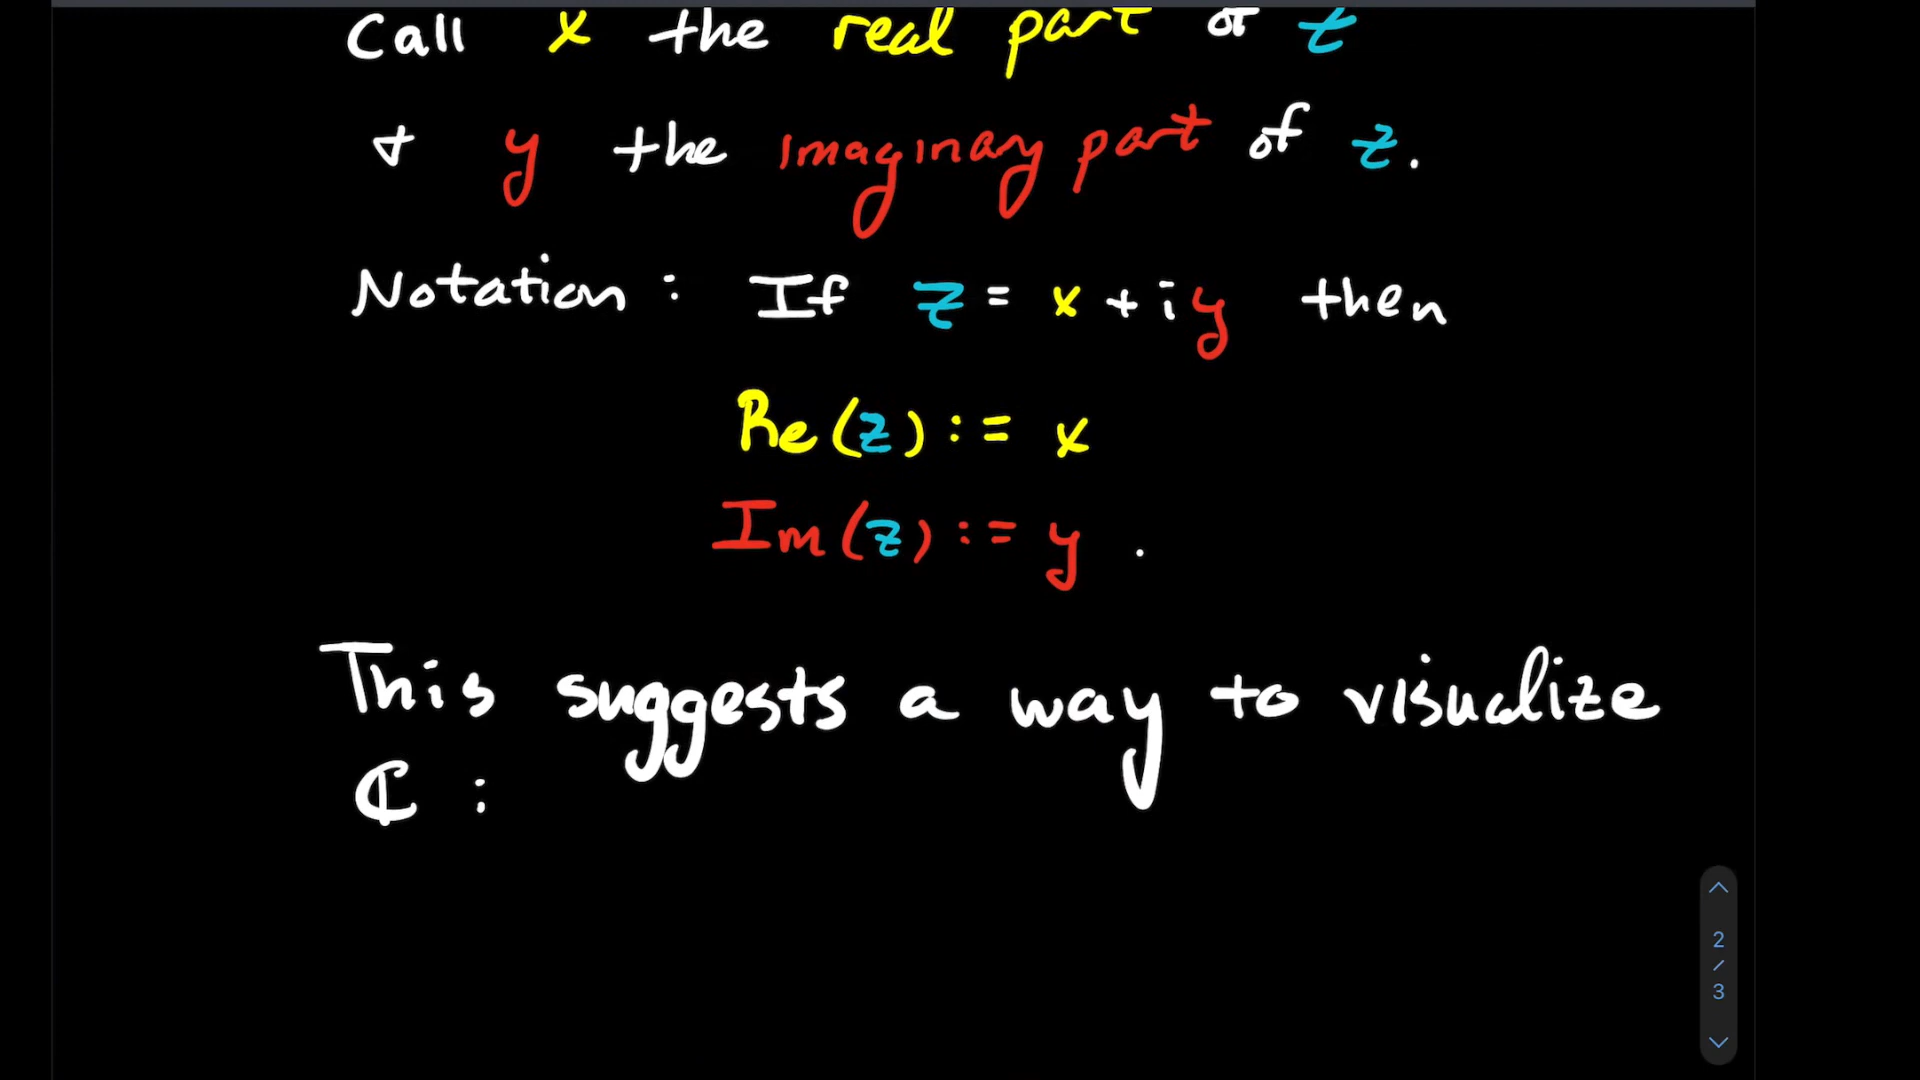 Call x the real part of z
& y the imaginary part of z.
Notation : If z = x + iy then
Re(z) := x
Im(z) := y .
This suggests a way to visualize
ℂ :
2
/
3